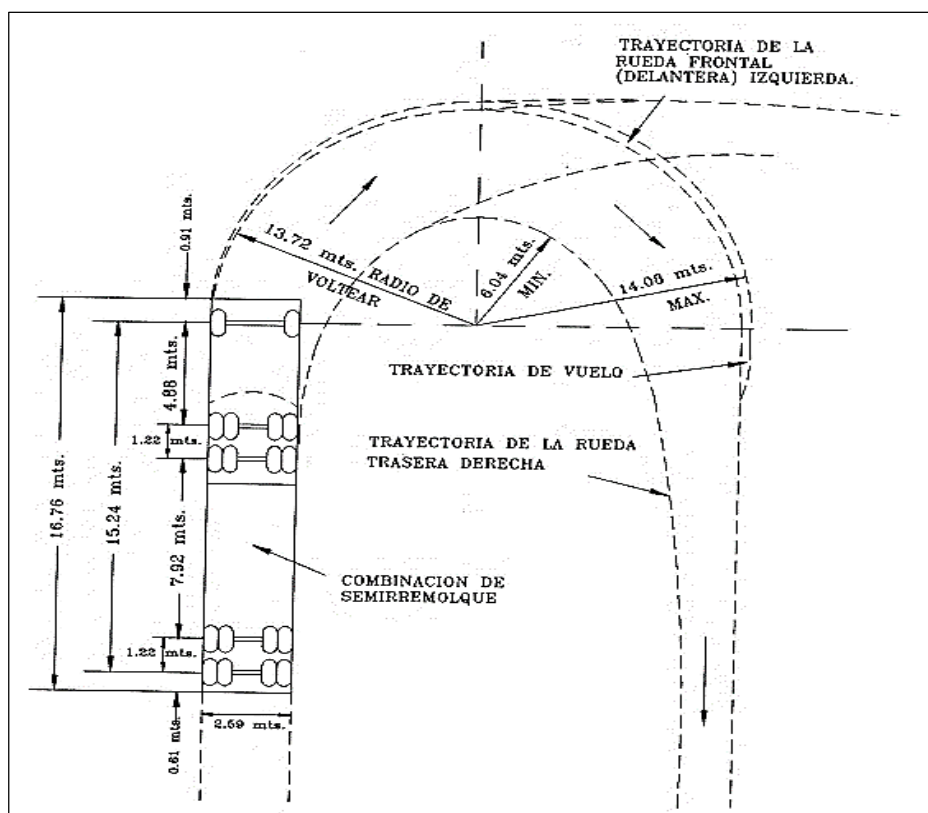 TRAYECTORIA DE LA
RUEDA FRONTAL
(DELANTERA) IZQUIERDA.
0.91 mts.
13.72 mts. RADIO DE
VOLTEAR
6.04 mts.
MIN.
14.08 mts.
MAX.
TRAYECTORIA DE VUELO
4.88 mts.
1.22 mts.
TRAYECTORIA DE LA RUEDA
TRASERA DERECHA
16.76 mts.
15.24 mts.
7.92 mts.
COMBINACION DE
SEMIRREMOLQUE
1.22
mts.
2.59 mts.
0.61 mts.